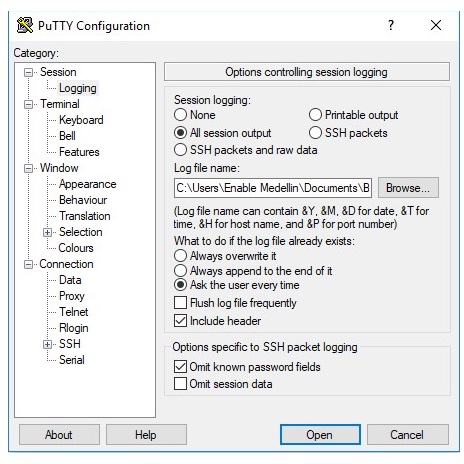 PuTTY Configuration
?
Category:
Session
Logging
Terminal
Keyboard
Bell
Features
Window
Appearance
Behaviour
Translation
Selection
Colours
Connection
Data
Proxy
Telnet
Rlogin
SSH
Serial
Options controlling session logging
Session logging:
None
Printable output
All session output
SSH packets
SSH packets and raw data
Log file name:
C:\Users\Enable Medellin\Documents\B
Browse...
(Log file name can contain &Y, &M, &D for date, &T for
time, &H for host name, and &P for port number)
What to do if the log file already exists:
Always overwrite it
Always append to the end of it
Ask the user every time
Flush log file frequently
Include header
Options specific to SSH packet logging
Omit known password fields
Omit session data
About
Help
Open
Cancel